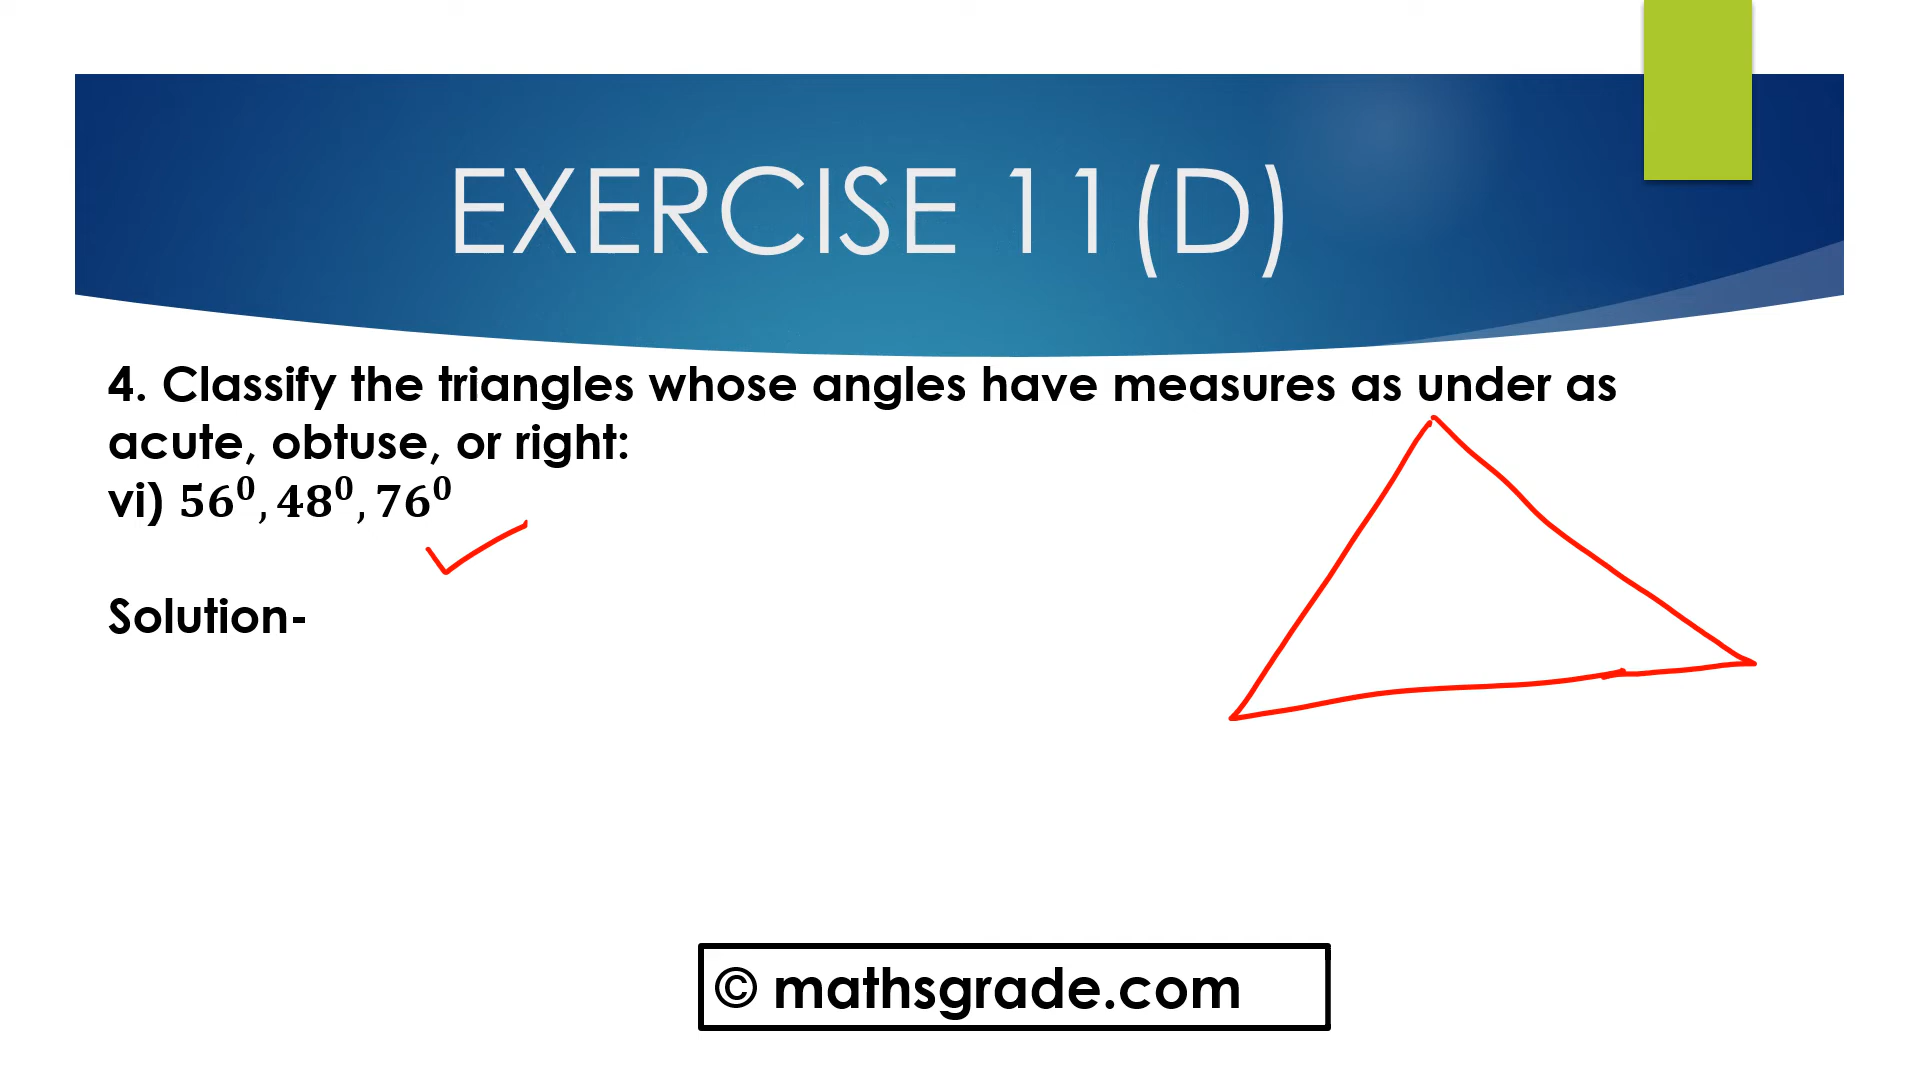 EXERCISE 11(D)
4. Classify the triangles whose angles have measures as under as
acute, obtuse, or right:
vi) 56⁰, 48⁰, 76⁰
Solution-
© mathsgrade.com